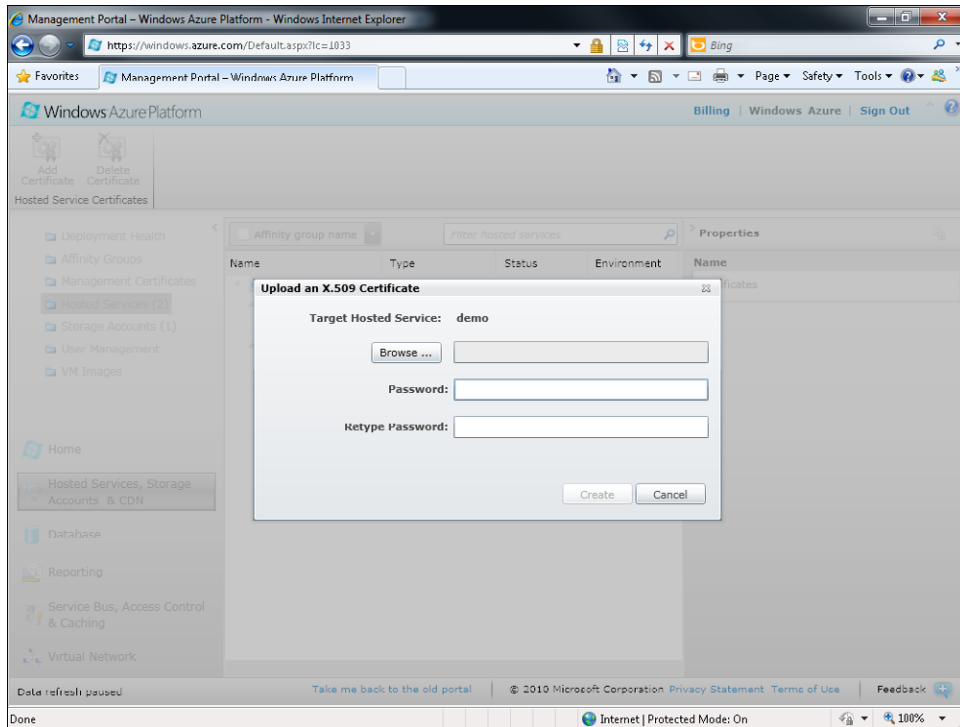 Management Portal – Windows Azure Platform - Windows Internet Explorer
https://windows.azure.com/Default.aspx?lc=1033
Bing
Favorites
Management Portal – Windows Azure Platform
Page
Safety
Tools
Windows Azure Platform
Billing | Windows Azure | Sign Out
Add Certificate
Delete Certificate
Hosted Service Certificates
Deployment Health
Affinity Groups
Management Certificates
Hosted Services (2)
Storage Accounts (1)
User Management
VM Images
Home
Hosted Services, Storage
Accounts & CDN
Database
Reporting
Service Bus, Access Control
& Caching
Virtual Network
Affinity group name
Filter hosted services
Properties
Name
Type
Status
Environment
Name
Upload an X.509 Certificate
Target Hosted Service: demo
Browse ...
Password:
Retype Password:
Create
Cancel
Data refresh paused
Take me back to the old portal
© 2010 Microsoft Corporation Privacy Statement Terms of Use
Feedback
Done
Internet | Protected Mode: On
100%